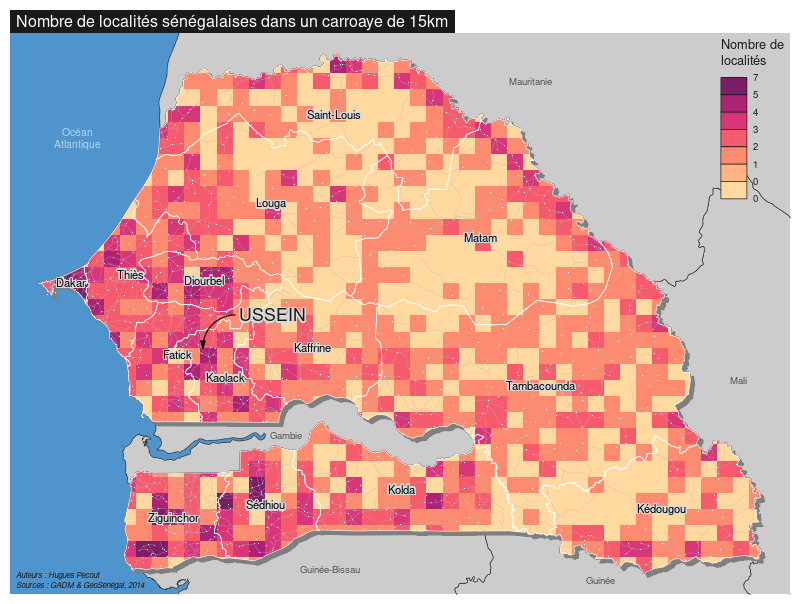 Nombre de localités sénégalaises dans un carroaye de 15km
Nombre de
localités
7
5
4
3
2
1
0
0
Mauritanie
Océan
Atlantique
Saint-Louis
Louga
Matam
Thiès
Dakar
Diourbel
USSEIN
Fatick
Kaffrine
Kaolack
Tambacounda
Mali
Gambie
Kolda
Sédhiou
Ziguinchor
Kédougou
Guinée-Bissau
Guinée
Auteurs : Hugues Pecout
Sources : GADM & GeoSénégal, 2014